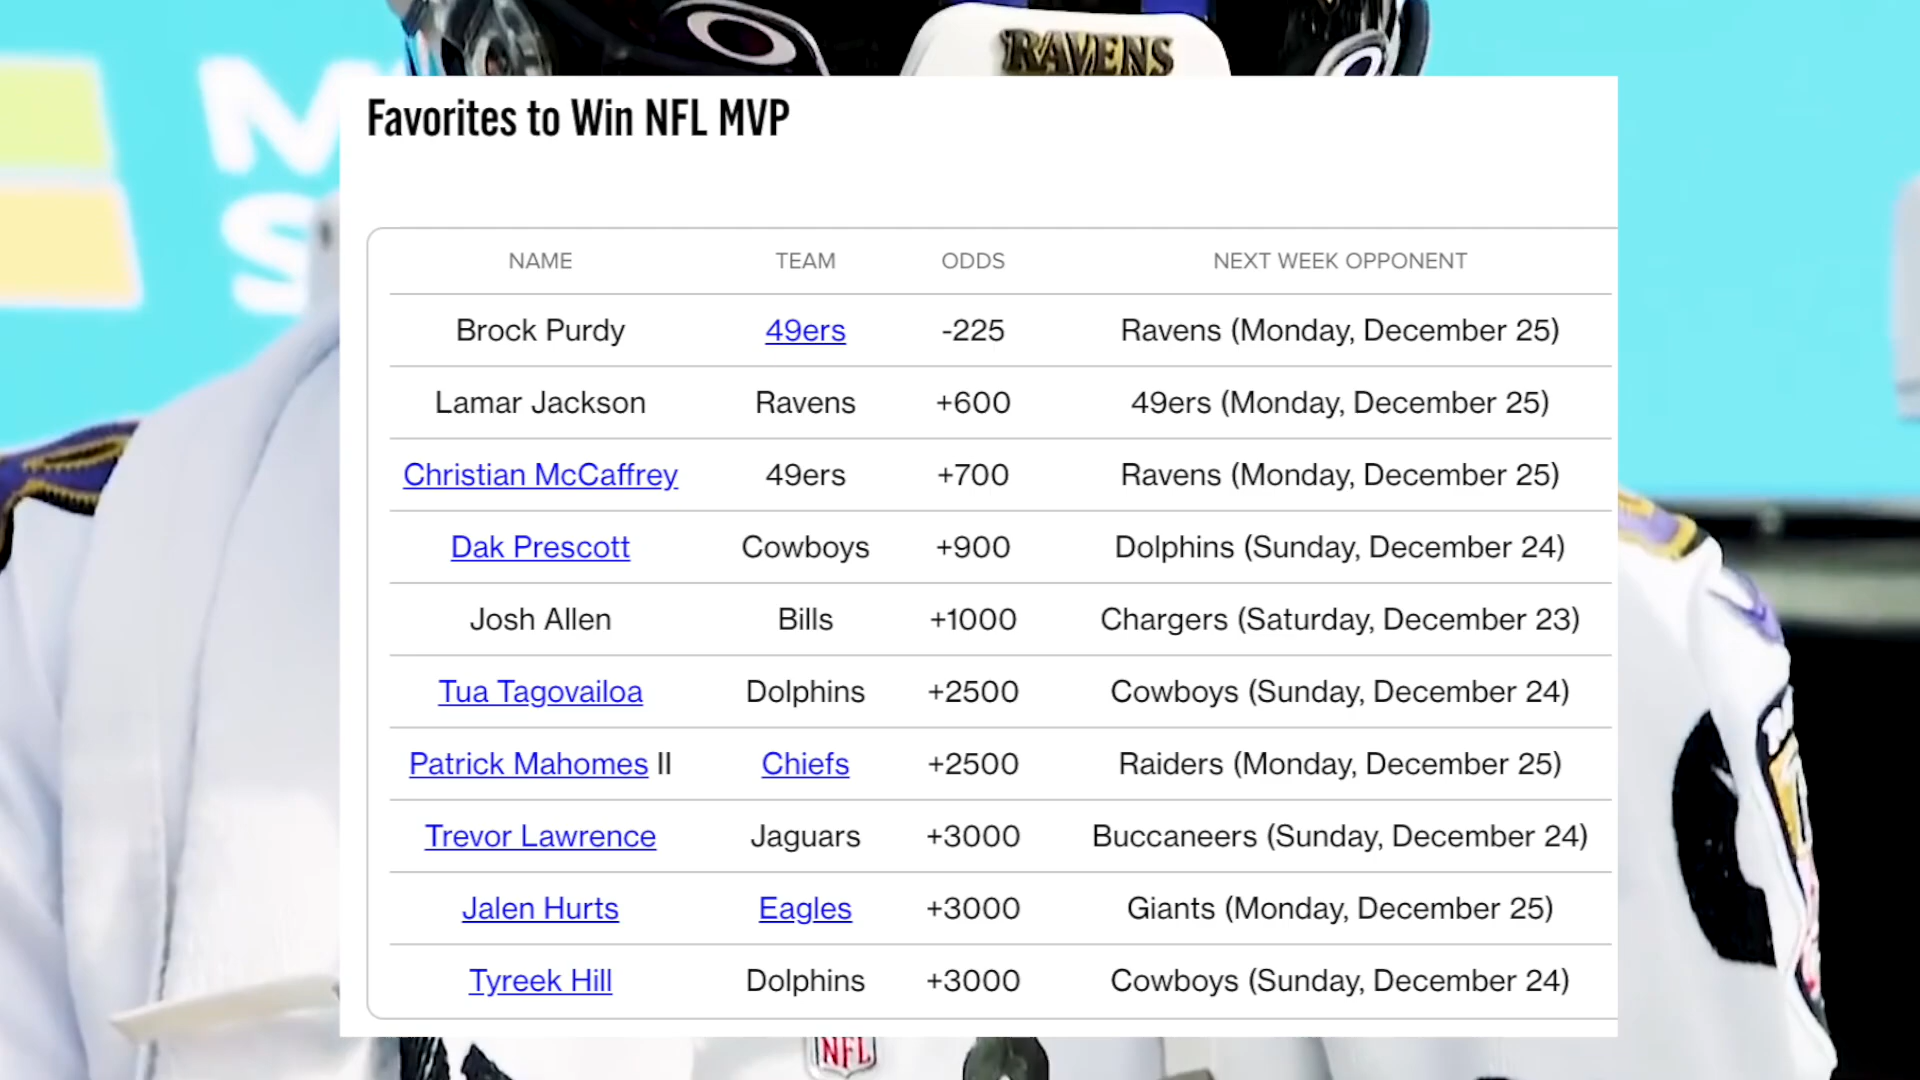 RAVENS
Favorites to Win NFL MVP
NAME TEAM ODDS NEXT WEEK OPPONENT
Brock Purdy 49ers -225 Ravens (Monday, December 25)
Lamar Jackson Ravens +600 49ers (Monday, December 25)
Christian McCaffrey 49ers +700 Ravens (Monday, December 25)
Dak Prescott Cowboys +900 Dolphins (Sunday, December 24)
Josh Allen Bills +1000 Chargers (Saturday, December 23)
Tua Tagovailoa Dolphins +2500 Cowboys (Sunday, December 24)
Patrick Mahomes II Chiefs +2500 Raiders (Monday, December 25)
Trevor Lawrence Jaguars +3000 Buccaneers (Sunday, December 24)
Jalen Hurts Eagles +3000 Giants (Monday, December 25)
Tyreek Hill Dolphins +3000 Cowboys (Sunday, December 24)
NFL